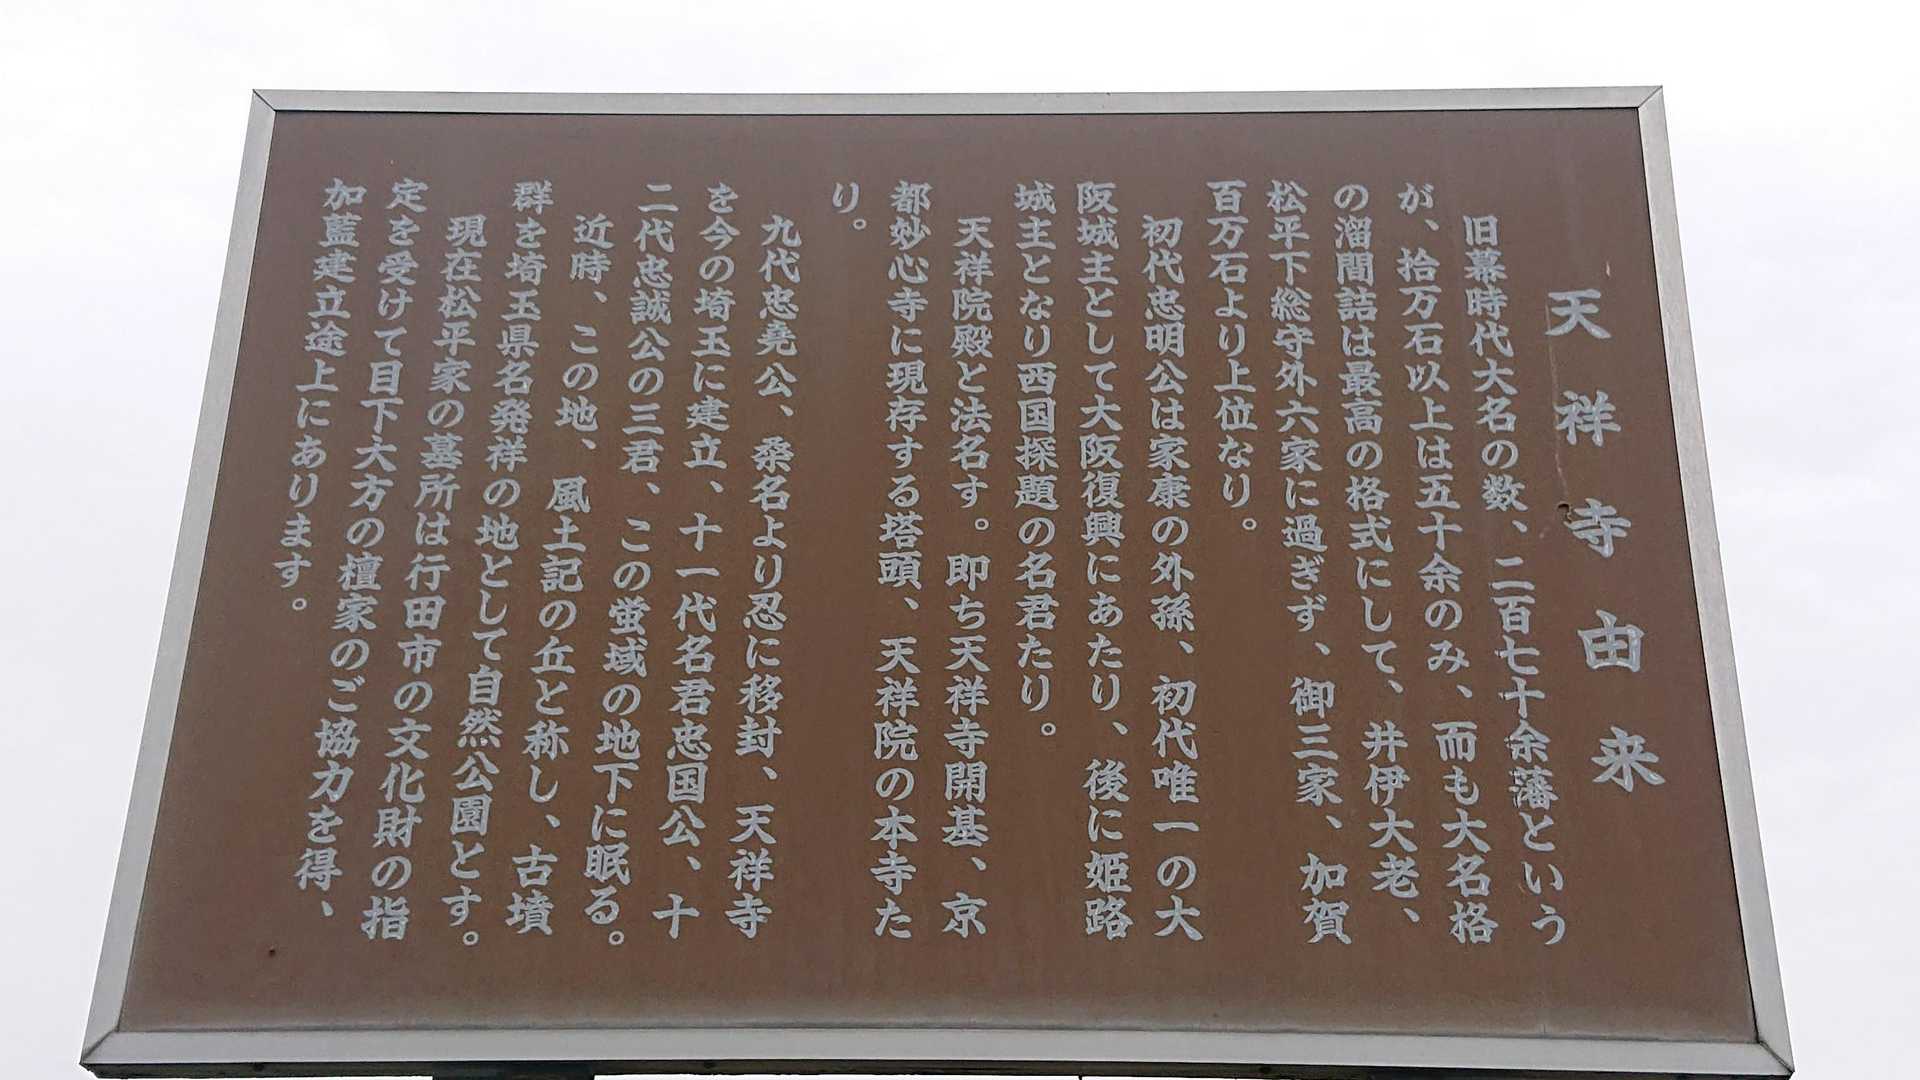 天祥寺由来
旧幕時代大名の数、二百七十余藩という
が、拾万石以上は五十余のみ、而も大名格
の溜間詰は最高の格式にして、井伊大老、
松平下総守外六家に過ぎず、御三家、加賀
百万石より上位なり。
初代忠明公は家康の外孫、初代唯一の大
阪城主として大阪復興にあたり、後に姫路
城主となり西国探題の名君たり。
天祥院殿と法名す。即ち天祥寺開基、京
都妙心寺に現存する塔頭、天祥院の本寺た
り。
九代忠堯公、桑名より忍に移封、天祥寺
を今の埼玉に建立、十一代名君忠国公、十
二代忠誠公の三君、この蛍域の地下に眠る。
近時、この地、風土記の丘と称し、古墳
群を埼玉県名発祥の地として自然公園とす。
現在松平家の墓所は行田市の文化財の指
定を受けて目下六方の檀家のご協力を得、
加藍建立途上にあります。